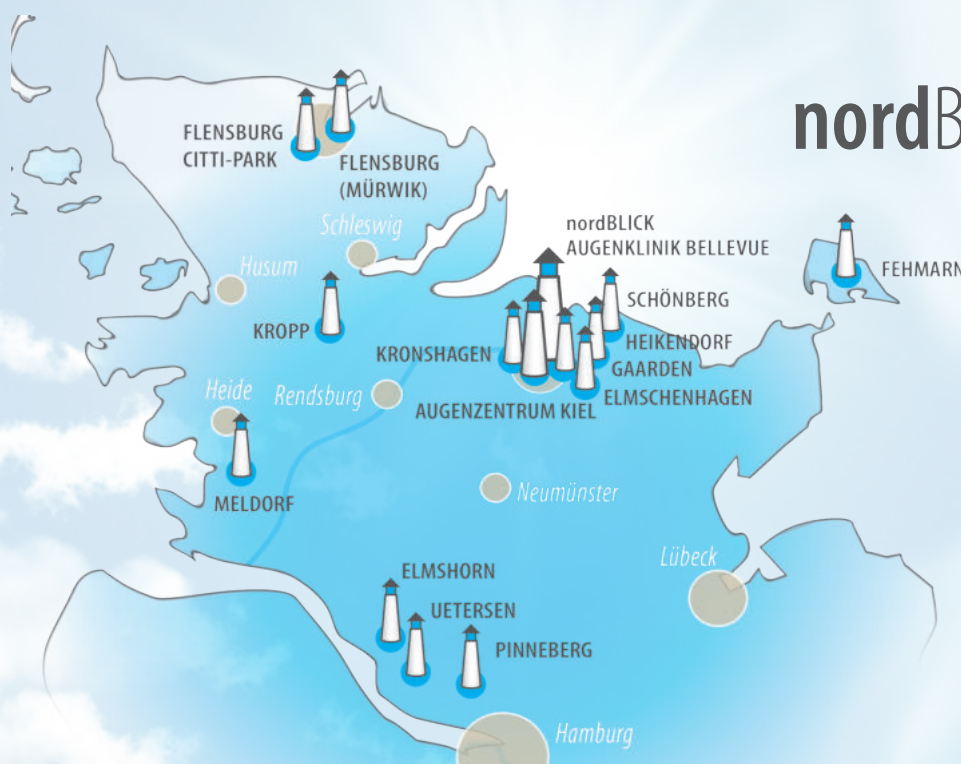 nordB
FLENSBURG
CITTI-PARK
FLENSBURG
(MÜRWIK)
Schleswig
nordBLICK
AUGENKLINIK BELLEVUE
Husum
FEHMARN
SCHÖNBERG
KROPP
HEIKENDORF
KRONSHAGEN
GAARDEN
Heide
Rendsburg
ELMSCHENHAGEN
AUGENZENTRUM KIEL
MELDORF
Neumünster
Lübeck
ELMSHORN
UETERSEN
PINNEBERG
Hamburg